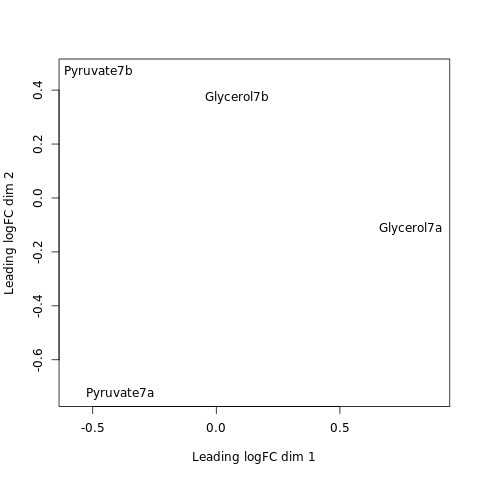 Pyruvate7b
Glycerol7b
Glycerol7a
Pyruvate7a
0.4
0.2
0.0
-0.2
-0.4
-0.6
Leading logFC dim 2
-0.5
0.0
0.5
Leading logFC dim 1